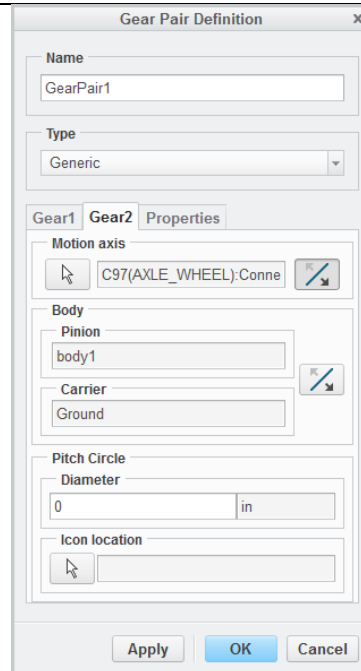 Gear Pair Definition x
Name
GearPair1
Type
Generic
Gear1 Gear2 Properties
Motion axis
C97(AXLE_WHEEL):Conne
Body
Pinion
body1
Carrier
Ground
Pitch Circle
Diameter
0 in
Icon location
Apply OK Cancel